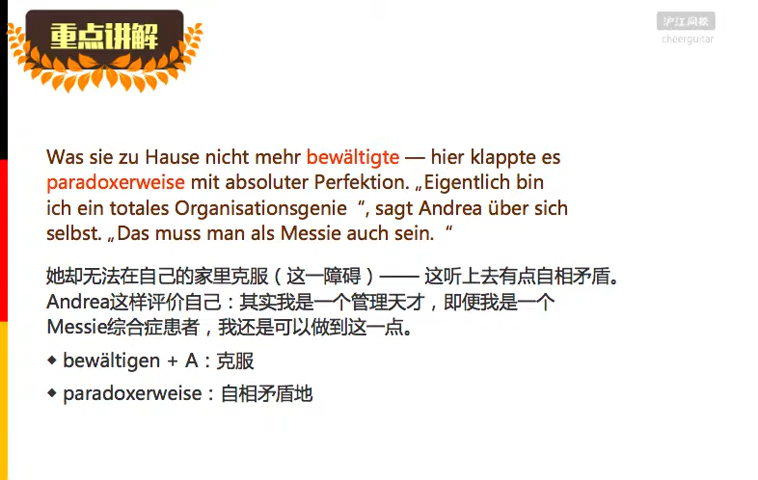 重点讲解
沪江网校
cheerguitar
Was sie zu Hause nicht mehr bewältigte — hier klappte es
paradoxerweise mit absoluter Perfektion. „Eigentlich bin
ich ein totales Organisationsgenie “, sagt Andrea über sich
selbst. „Das muss man als Messie auch sein. “
她却无法在自己的家里克服（这一障碍）—— 这听上去有点自相矛盾。
Andrea这样评价自己：其实我是一个管理天才，即便我是一个
Messie综合症患者，我还是可以做到这一点。
◆ bewältigen + A：克服
◆ paradoxerweise：自相矛盾地